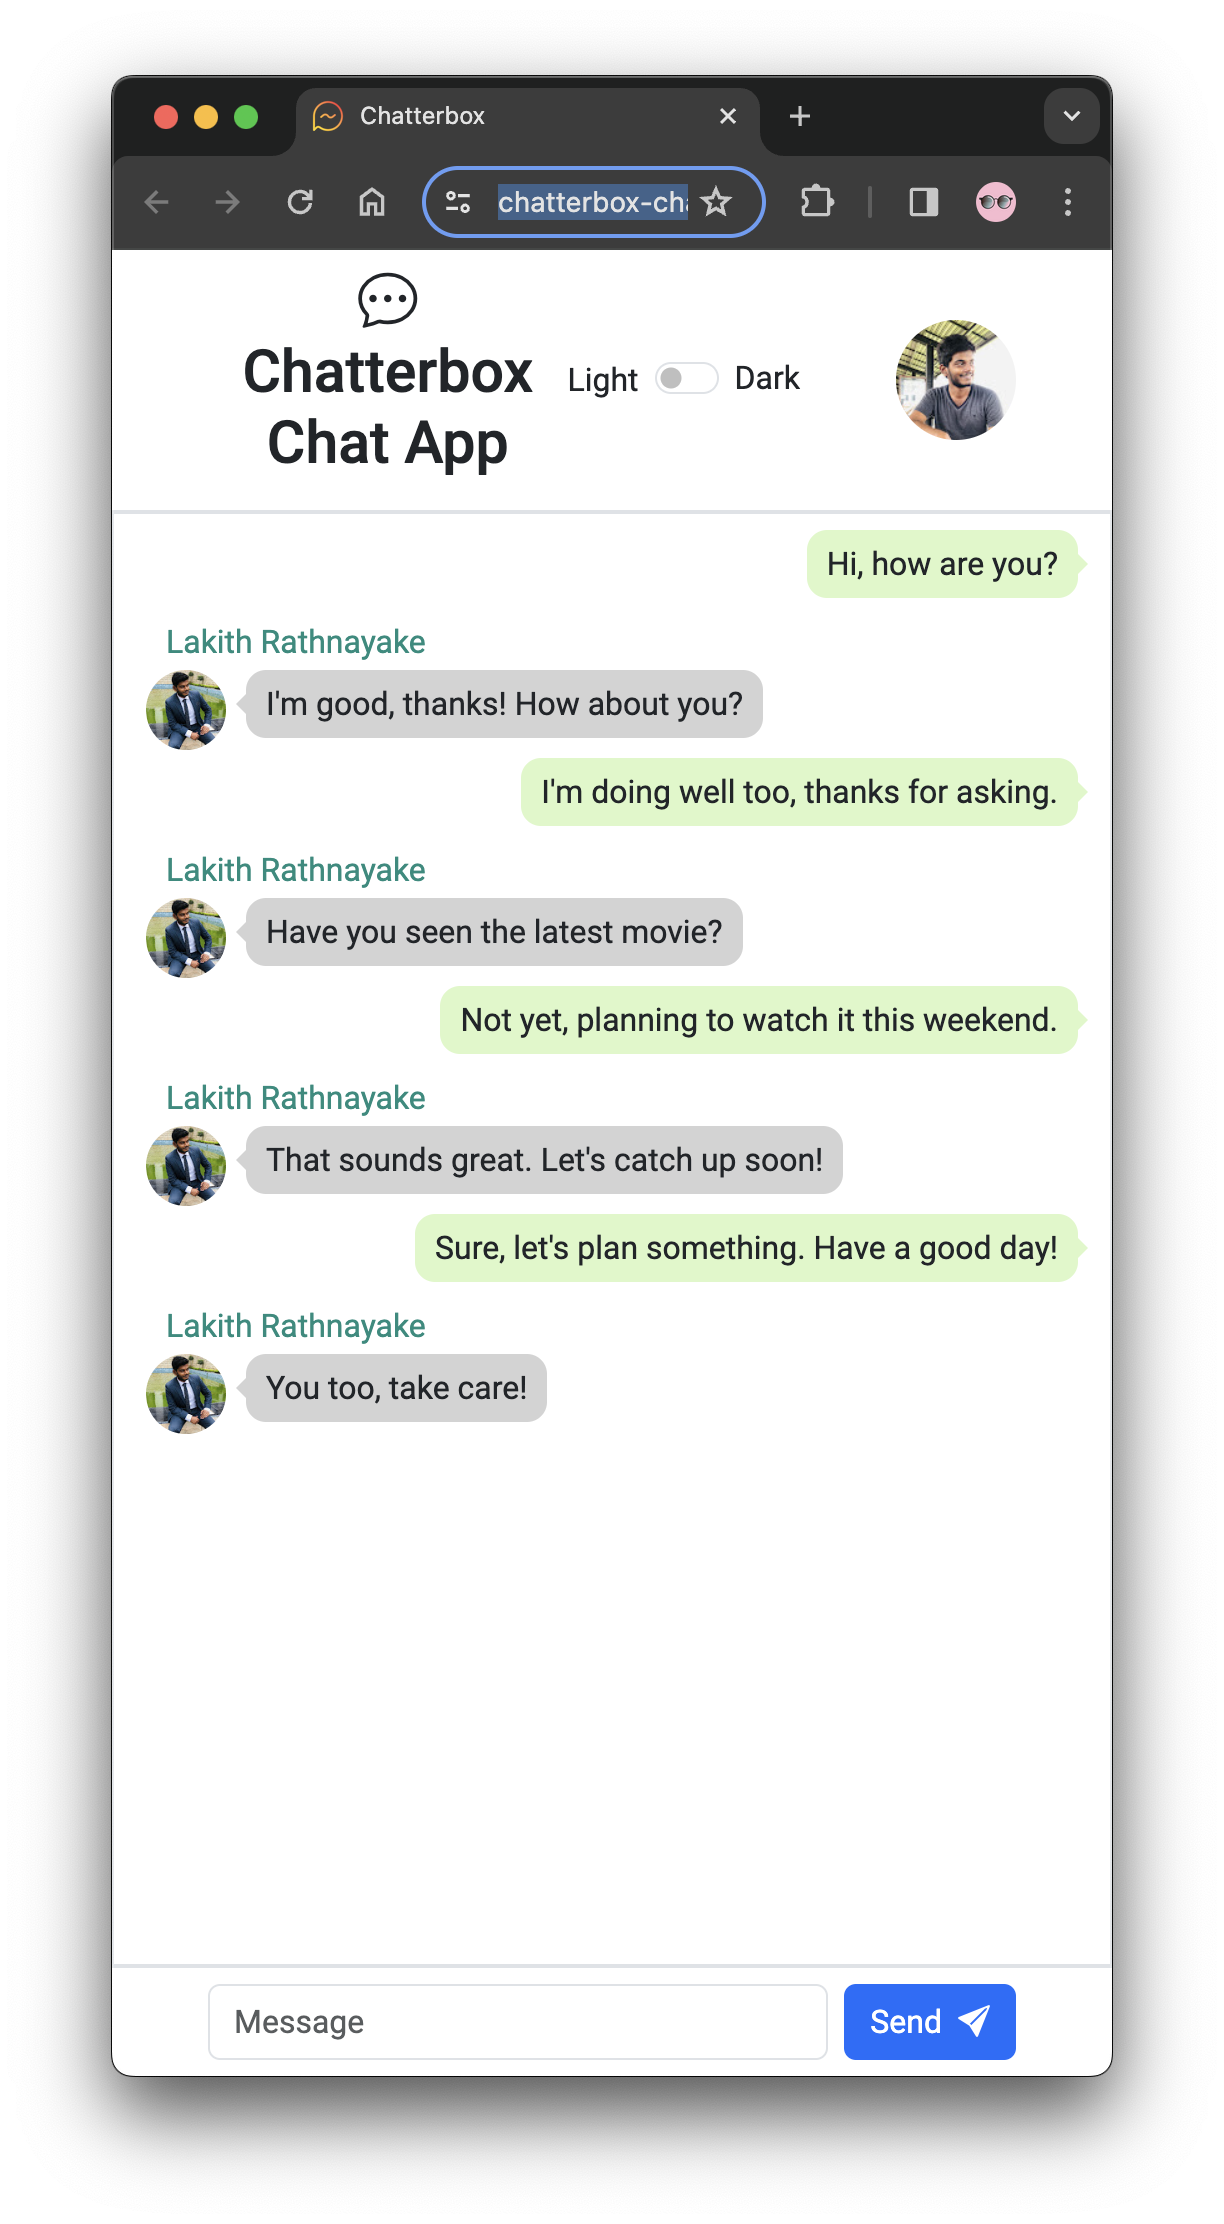 Chatterbox
chatterbox-cha
Chatterbox
Chat App
Light
Dark
Hi, how are you?
Lakith Rathnayake
I'm good, thanks! How about you?
I'm doing well too, thanks for asking.
Lakith Rathnayake
Have you seen the latest movie?
Not yet, planning to watch it this weekend.
Lakith Rathnayake
That sounds great. Let's catch up soon!
Sure, let's plan something. Have a good day!
Lakith Rathnayake
You too, take care!
Message
Send